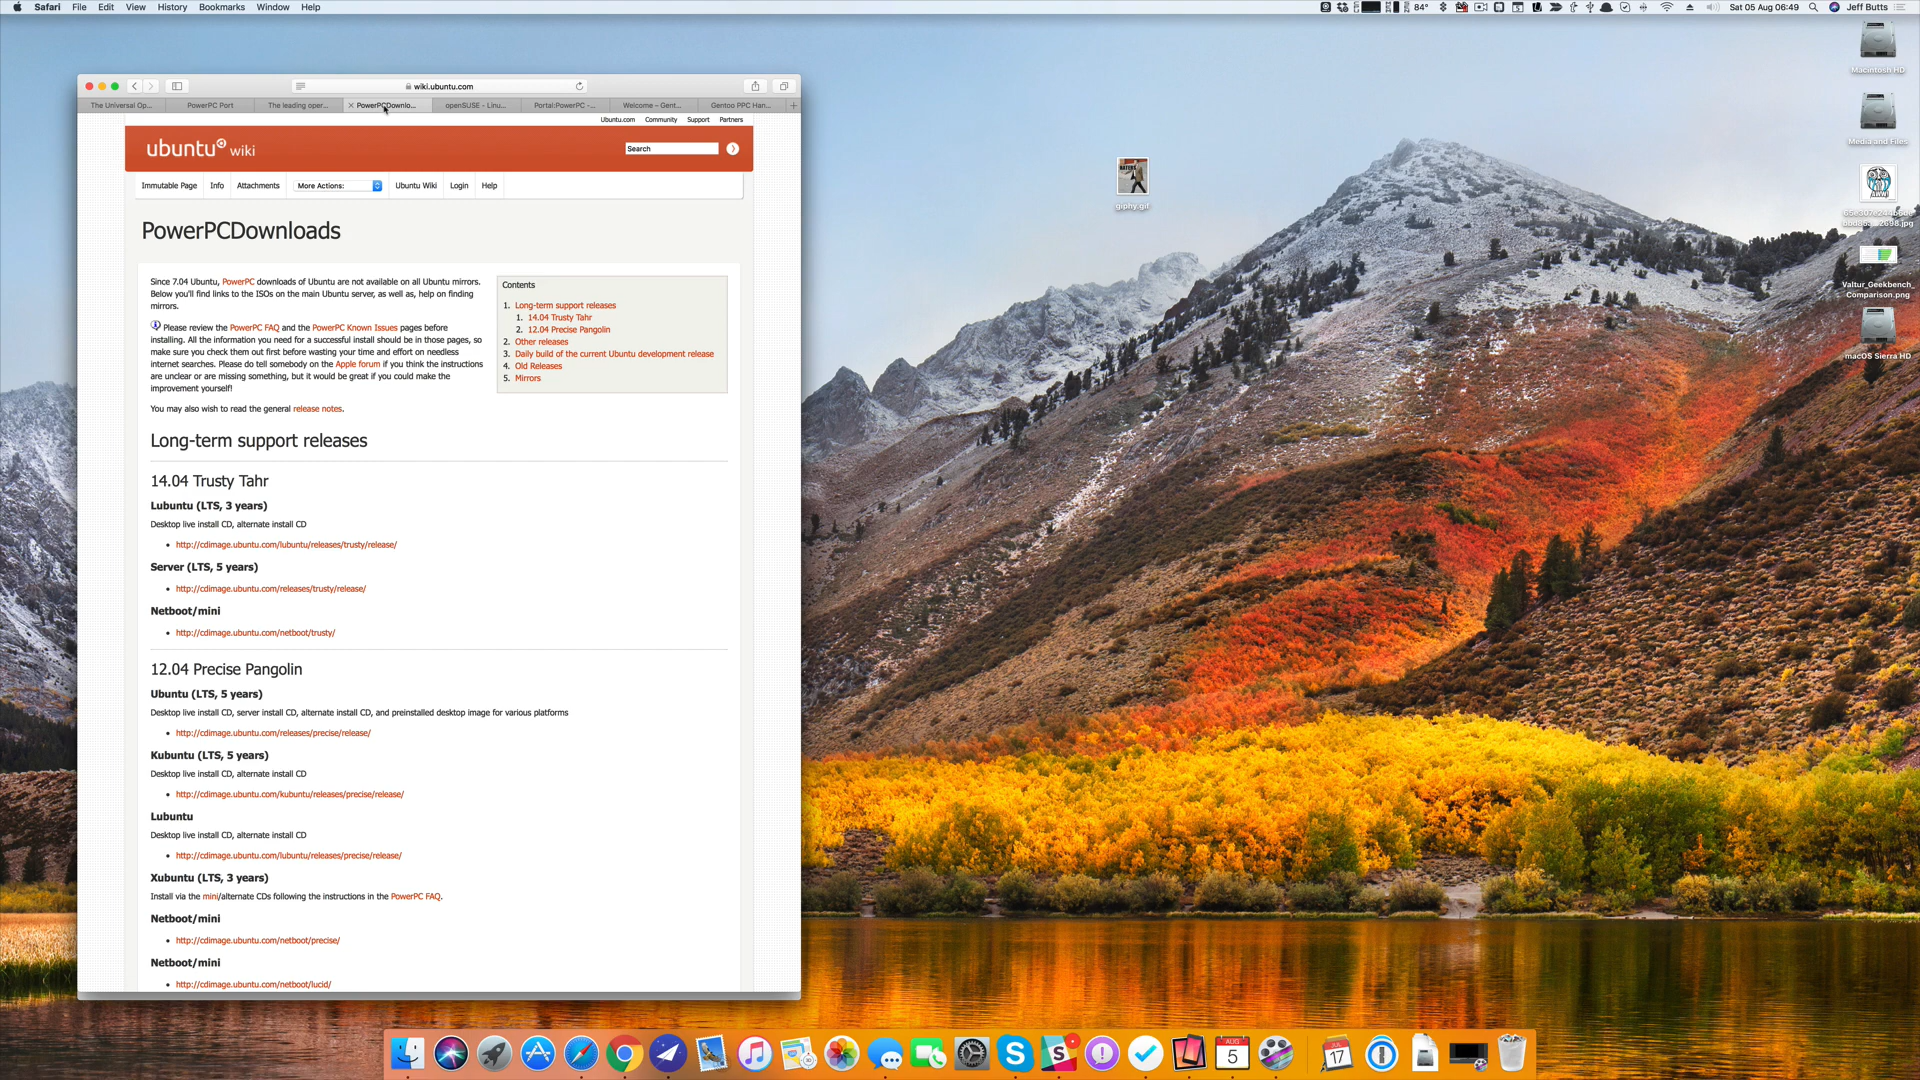 Safari File Edit View History Bookmarks Window Help
84° Sat 05 Aug 06:49 Jeff Butts
wiki.ubuntu.com
The Universal Op... PowerPC Port The leading oper... PowerPCDownlo... openSUSE - Linu... Portal:PowerPC -... Welcome – Gent... Gentoo PPC Han...
Ubuntu.com Community Support Partners
ubuntu wiki
Search
Immutable Page Info Attachments More Actions: Ubuntu Wiki Login Help
PowerPCDownloads
Since 7.04 Ubuntu, PowerPC downloads of Ubuntu are not available on all Ubuntu mirrors.
Below you'll find links to the ISOs on the main Ubuntu server, as well as, help on finding
mirrors.
Please review the PowerPC FAQ and the PowerPC Known Issues pages before
installing. All the information you need for a successful install should be in those pages, so
make sure you check them out first before wasting your time and effort on needless
internet searches. Please do tell somebody on the Apple forum if you think the instructions
are unclear or are missing something, but it would be great if you could make the
improvement yourself!
You may also wish to read the general release notes.
Contents
1. Long-term support releases
1. 14.04 Trusty Tahr
2. 12.04 Precise Pangolin
2. Other releases
3. Daily build of the current Ubuntu development release
4. Old Releases
5. Mirrors
Long-term support releases
14.04 Trusty Tahr
Lubuntu (LTS, 3 years)
Desktop live install CD, alternate install CD
http://cdimage.ubuntu.com/lubuntu/releases/trusty/release/
Server (LTS, 5 years)
http://cdimage.ubuntu.com/releases/trusty/release/
Netboot/mini
http://cdimage.ubuntu.com/netboot/trusty/
12.04 Precise Pangolin
Ubuntu (LTS, 5 years)
Desktop live install CD, server install CD, alternate install CD, and preinstalled desktop image for various platforms
http://cdimage.ubuntu.com/releases/precise/release/
Kubuntu (LTS, 5 years)
Desktop live install CD, alternate install CD
http://cdimage.ubuntu.com/kubuntu/releases/precise/release/
Lubuntu
Desktop live install CD, alternate install CD
http://cdimage.ubuntu.com/lubuntu/releases/precise/release/
Xubuntu (LTS, 3 years)
Install via the mini/alternate CDs following the instructions in the PowerPC FAQ.
Netboot/mini
http://cdimage.ubuntu.com/netboot/precise/
Netboot/mini
http://cdimage.ubuntu.com/netboot/lucid/
giphy.gif
Macintosh HD
Media and Files
Valtur_Geekbench_
Comparison.png
macOS Sierra HD
AUG
5
JUL
17